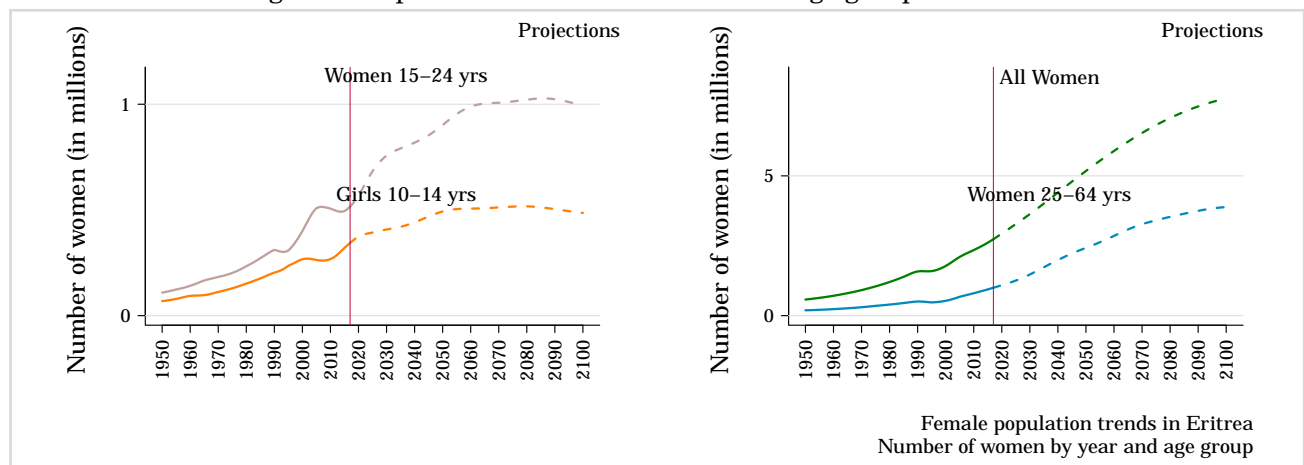 Projections
Women 15–24 yrs
Girls 10–14 yrs
Number of women (in millions)
1
0
1950 1960 1970 1980 1990 2000 2010 2020 2030 2040 2050 2060 2070 2080 2090 2100
Projections
All Women
Women 25–64 yrs
Number of women (in millions)
5
0
1950 1960 1970 1980 1990 2000 2010 2020 2030 2040 2050 2060 2070 2080 2090 2100
Female population trends in Eritrea
Number of women by year and age group